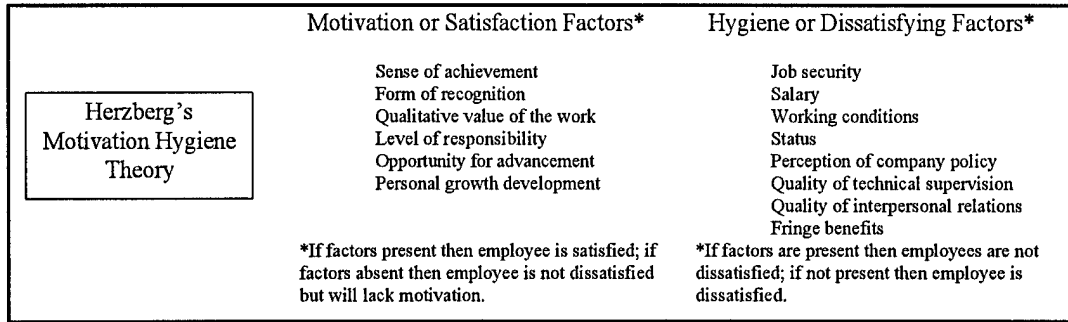 Motivation or Satisfaction Factors*
Hygiene or Dissatisfying Factors*
Herzberg's
Motivation Hygiene
Theory
Sense of achievement
Form of recognition
Qualitative value of the work
Level of responsibility
Opportunity for advancement
Personal growth development
*If factors present then employee is satisfied; if
factors absent then employee is not dissatisfied
but will lack motivation.
Job security
Salary
Working conditions
Status
Perception of company policy
Quality of technical supervision
Quality of interpersonal relations
Fringe benefits
*If factors are present then employees are not
dissatisfied; if not present then employee is
dissatisfied.